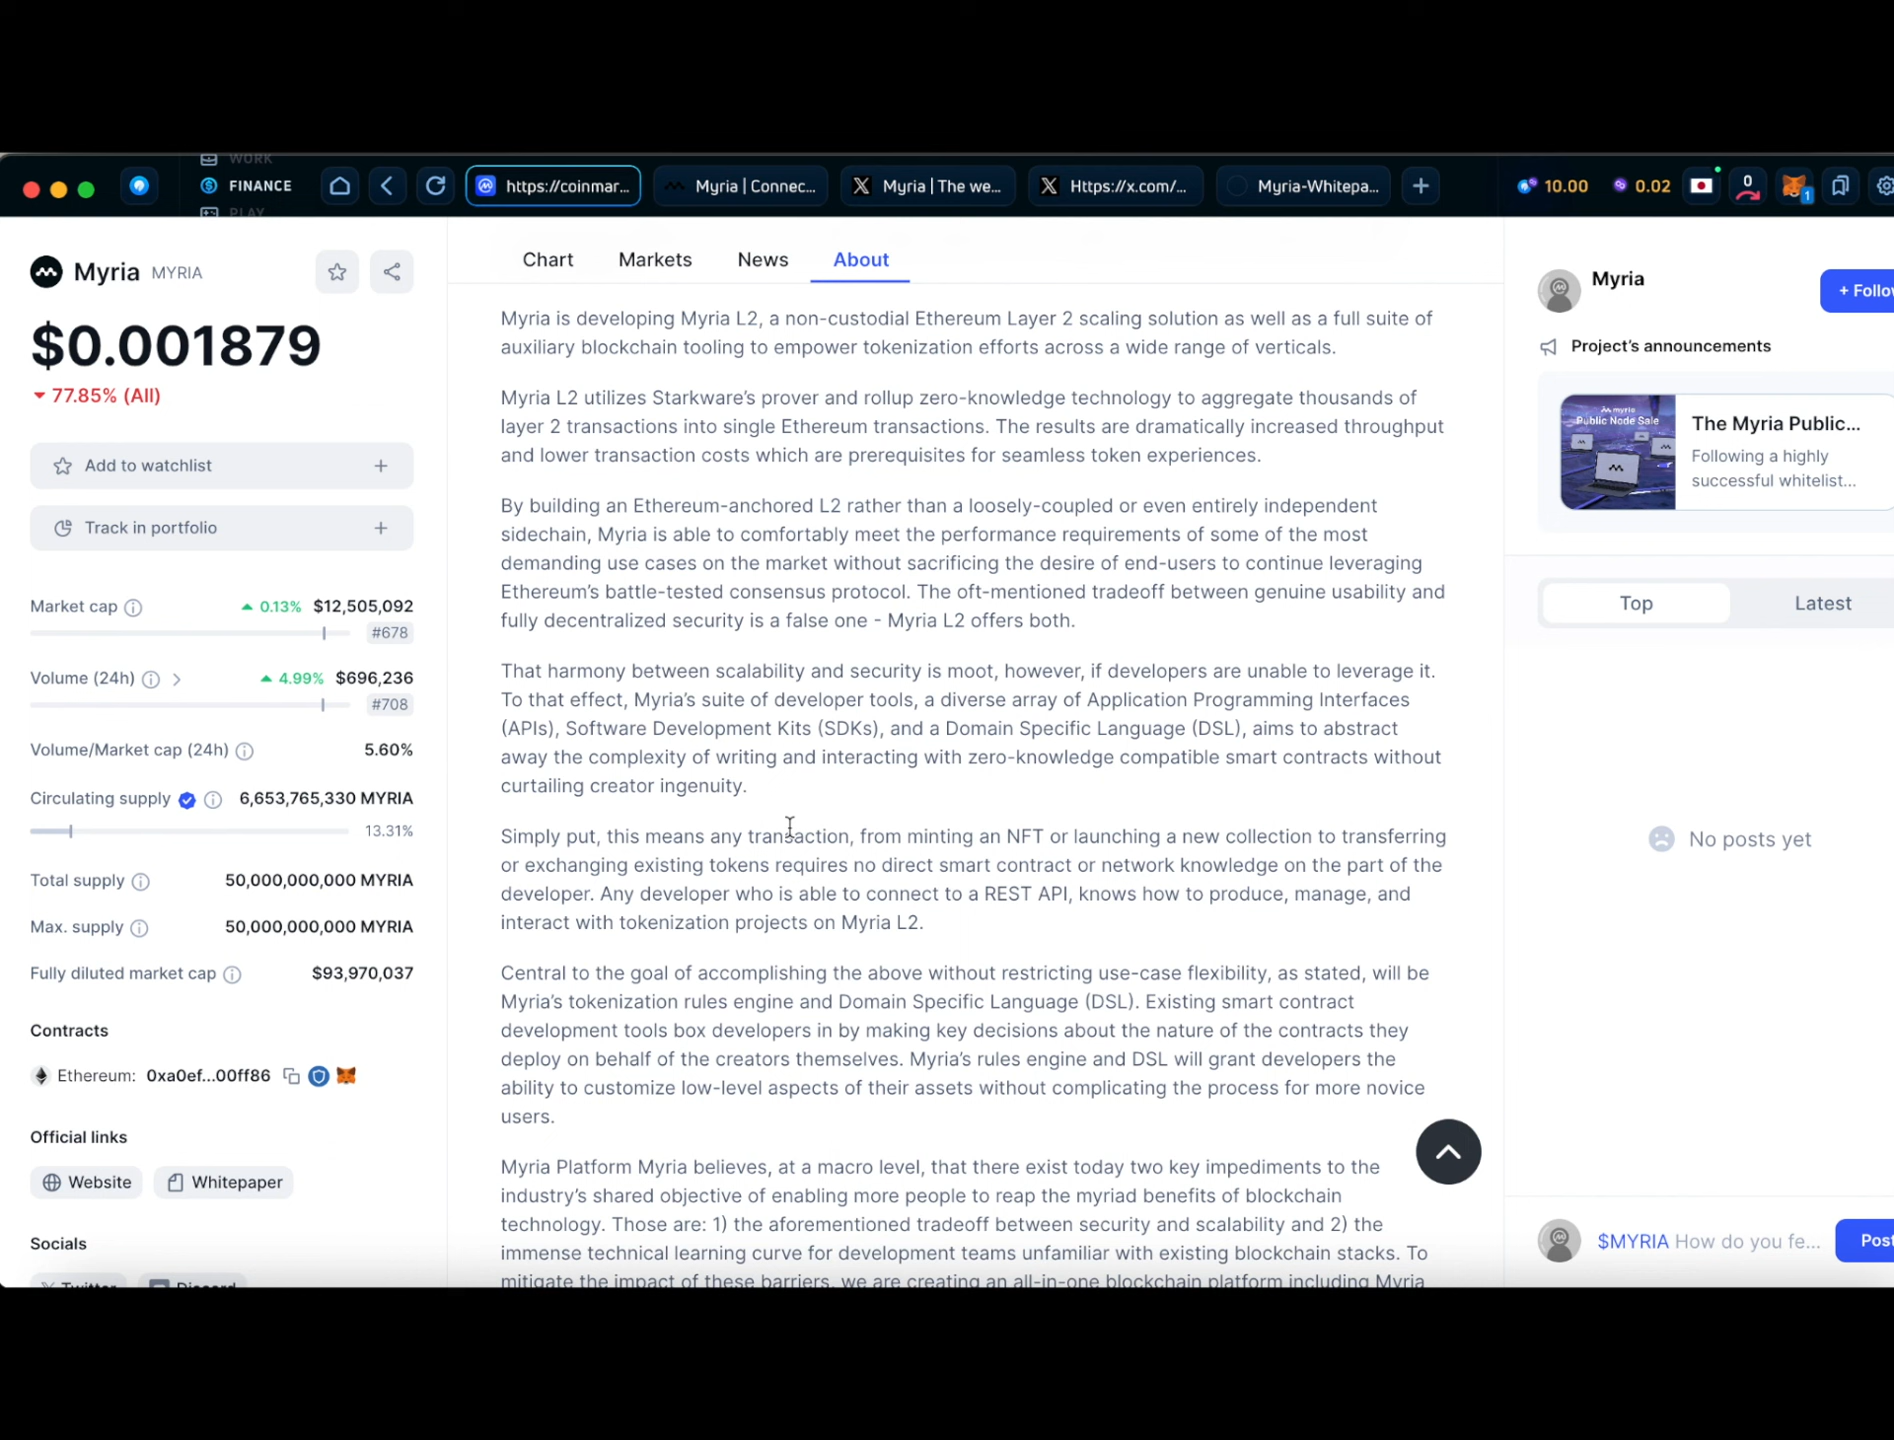 WORK
FINANCE
PLAY
https://coinmar...
Myria | Connec...
Myria | The we...
Https://x.com/...
Myria-Whitepa...
10.00
0.02
0
1
Myria MYRIA
$0.001879
77.85% (All)
Add to watchlist
Track in portfolio
Market cap 0.13% $12,505,092
#678
Volume (24h) 4.99% $696,236
#708
Volume/Market cap (24h) 5.60%
Circulating supply 6,653,765,330 MYRIA
13.31%
Total supply 50,000,000,000 MYRIA
Max. supply 50,000,000,000 MYRIA
Fully diluted market cap $93,970,037
Contracts
Ethereum: 0xa0ef...00ff86
Official links
Website Whitepaper
Socials
Twitter Discord
Chart Markets News About
Myria is developing Myria L2, a non-custodial Ethereum Layer 2 scaling solution as well as a full suite of
auxiliary blockchain tooling to empower tokenization efforts across a wide range of verticals.
Myria L2 utilizes Starkware's prover and rollup zero-knowledge technology to aggregate thousands of
layer 2 transactions into single Ethereum transactions. The results are dramatically increased throughput
and lower transaction costs which are prerequisites for seamless token experiences.
By building an Ethereum-anchored L2 rather than a loosely-coupled or even entirely independent
sidechain, Myria is able to comfortably meet the performance requirements of some of the most
demanding use cases on the market without sacrificing the desire of end-users to continue leveraging
Ethereum's battle-tested consensus protocol. The oft-mentioned tradeoff between genuine usability and
fully decentralized security is a false one - Myria L2 offers both.
That harmony between scalability and security is moot, however, if developers are unable to leverage it.
To that effect, Myria's suite of developer tools, a diverse array of Application Programming Interfaces
(APIs), Software Development Kits (SDKs), and a Domain Specific Language (DSL), aims to abstract
away the complexity of writing and interacting with zero-knowledge compatible smart contracts without
curtailing creator ingenuity.
Simply put, this means any transaction, from minting an NFT or launching a new collection to transferring
or exchanging existing tokens requires no direct smart contract or network knowledge on the part of the
developer. Any developer who is able to connect to a REST API, knows how to produce, manage, and
interact with tokenization projects on Myria L2.
Central to the goal of accomplishing the above without restricting use-case flexibility, as stated, will be
Myria's tokenization rules engine and Domain Specific Language (DSL). Existing smart contract
development tools box developers in by making key decisions about the nature of the contracts they
deploy on behalf of the creators themselves. Myria's rules engine and DSL will grant developers the
ability to customize low-level aspects of their assets without complicating the process for more novice
users.
Myria Platform Myria believes, at a macro level, that there exist today two key impediments to the
industry's shared objective of enabling more people to reap the myriad benefits of blockchain
technology. Those are: 1) the aforementioned tradeoff between security and scalability and 2) the
immense technical learning curve for development teams unfamiliar with existing blockchain stacks. To
mitigate the impact of these barriers, we are creating an all-in-one blockchain platform including Myria
Myria
+ Follow
Project's announcements
myria
Public Node Sale
The Myria Public...
Following a highly
successful whitelist...
Top Latest
No posts yet
$MYRIA How do you fe...
Post